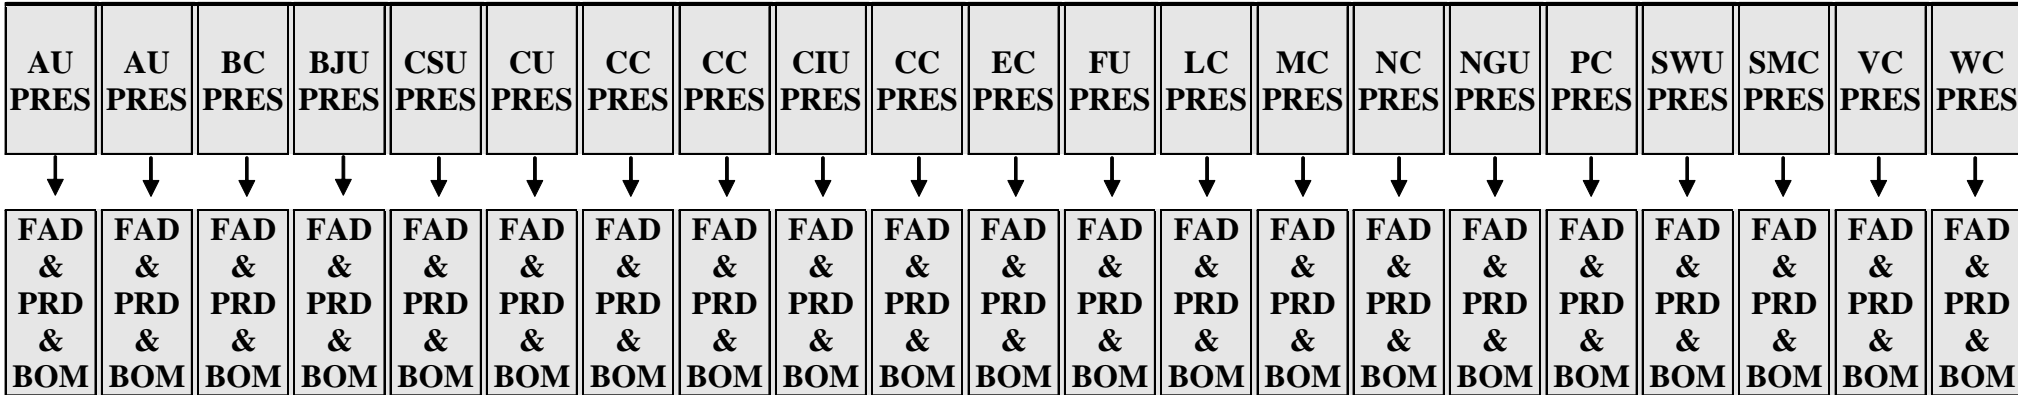 AU AU BC BJU CSU CU CC CC CIU CC EC FU LC MC NC NGU PC SWU SMC VC WC
PRES PRES PRES PRES PRES PRES PRES PRES PRES PRES PRES PRES PRES PRES PRES PRES PRES PRES PRES PRES PRES
FAD FAD FAD FAD FAD FAD FAD FAD FAD FAD FAD FAD FAD FAD FAD FAD FAD FAD FAD FAD FAD
& & & & & & & & & & & & & & & & & & & & &
PRD PRD PRD PRD PRD PRD PRD PRD PRD PRD PRD PRD PRD PRD PRD PRD PRD PRD PRD PRD PRD
& & & & & & & & & & & & & & & & & & & & &
BOM BOM BOM BOM BOM BOM BOM BOM BOM BOM BOM BOM BOM BOM BOM BOM BOM BOM BOM BOM BOM